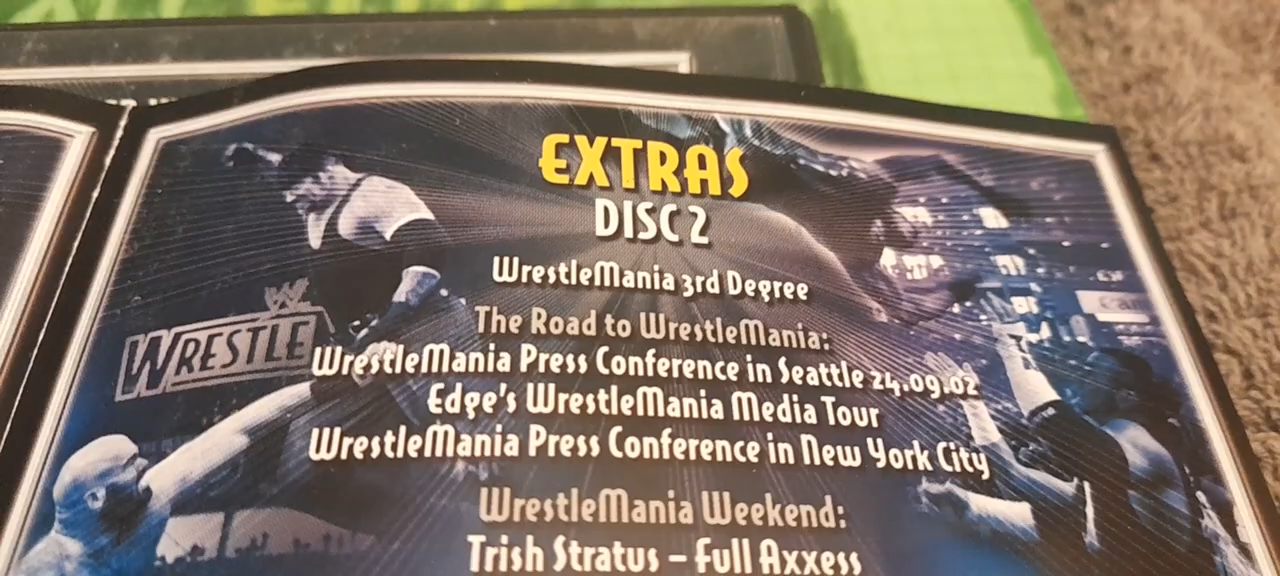 EXTRAS
DISC 2
WrestleMania 3rd Degree
The Road to WrestleMania:
WrestleMania Press Conference in Seattle 24.09.02
Edge's WrestleMania Media Tour
WrestleMania Press Conference in New York City
WrestleMania Weekend:
Trish Stratus – Full Axxess
W
WRESTLE